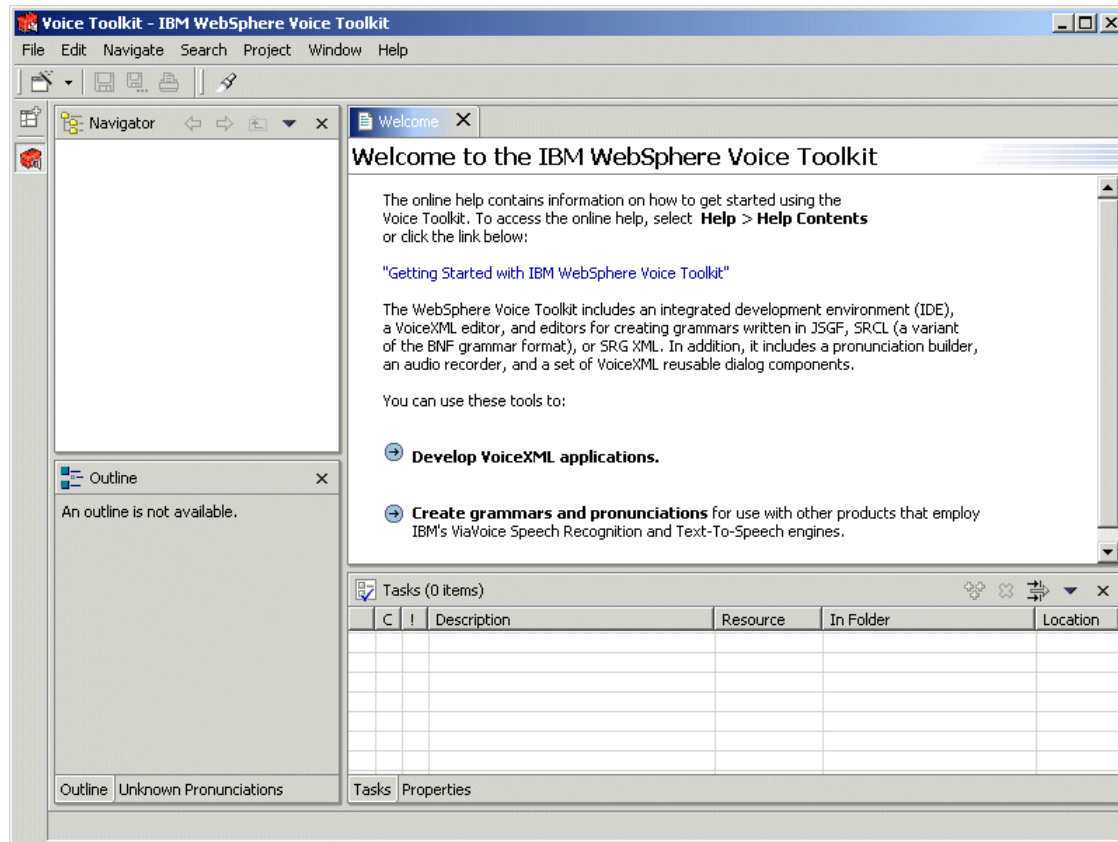 Voice Toolkit - IBM WebSphere Voice Toolkit
File Edit Navigate Search Project Window Help
Navigator
Welcome
Welcome to the IBM WebSphere Voice Toolkit
The online help contains information on how to get started using the
Voice Toolkit. To access the online help, select Help > Help Contents
or click the link below:
"Getting Started with IBM WebSphere Voice Toolkit"
The WebSphere Voice Toolkit includes an integrated development environment (IDE),
a VoiceXML editor, and editors for creating grammars written in JSGF, SRCL (a variant
of the BNF grammar format), or SRG XML. In addition, it includes a pronunciation builder,
an audio recorder, and a set of VoiceXML reusable dialog components.
You can use these tools to:
Develop VoiceXML applications.
Create grammars and pronunciations for use with other products that employ
IBM's ViaVoice Speech Recognition and Text-To-Speech engines.
Outline
An outline is not available.
Outline Unknown Pronunciations
Tasks (0 items)
C ! Description Resource In Folder Location
Tasks Properties